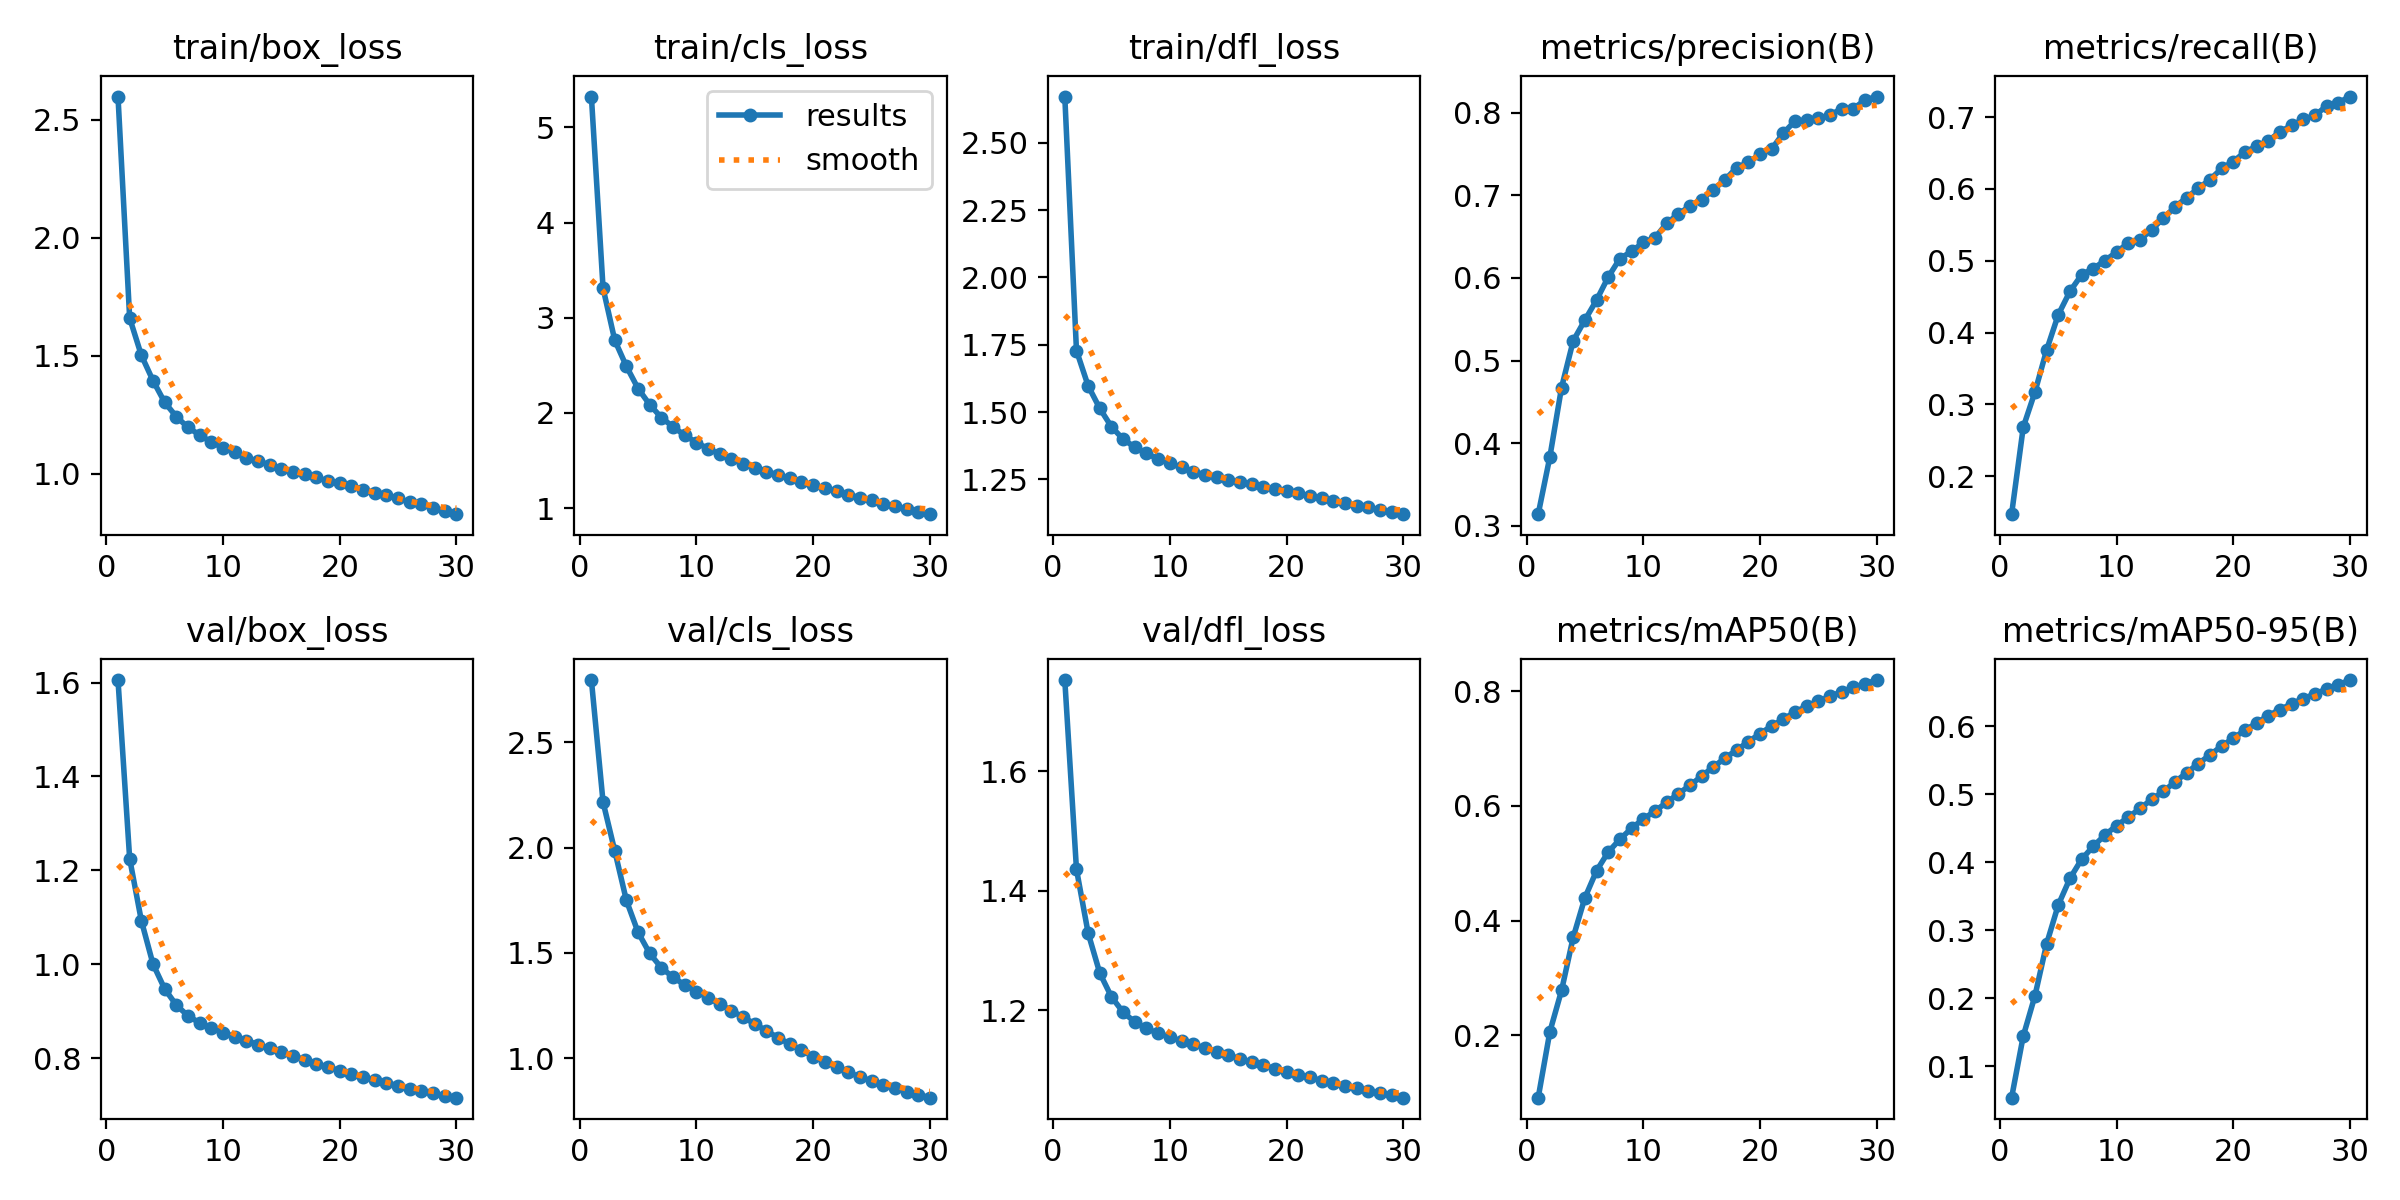 train/box_loss
2.5
2.0
1.5
1.0
0 10 20 30
train/cls_loss
results
smooth
5
4
3
2
1
0 10 20 30
train/dfl_loss
2.50
2.25
2.00
1.75
1.50
1.25
0 10 20 30
metrics/precision(B)
0.8
0.7
0.6
0.5
0.4
0.3
0 10 20 30
metrics/recall(B)
0.7
0.6
0.5
0.4
0.3
0.2
0 10 20 30
val/box_loss
1.6
1.4
1.2
1.0
0.8
0 10 20 30
val/cls_loss
2.5
2.0
1.5
1.0
0 10 20 30
val/dfl_loss
1.6
1.4
1.2
0 10 20 30
metrics/mAP50(B)
0.8
0.6
0.4
0.2
0 10 20 30
metrics/mAP50-95(B)
0.6
0.5
0.4
0.3
0.2
0.1
0 10 20 30